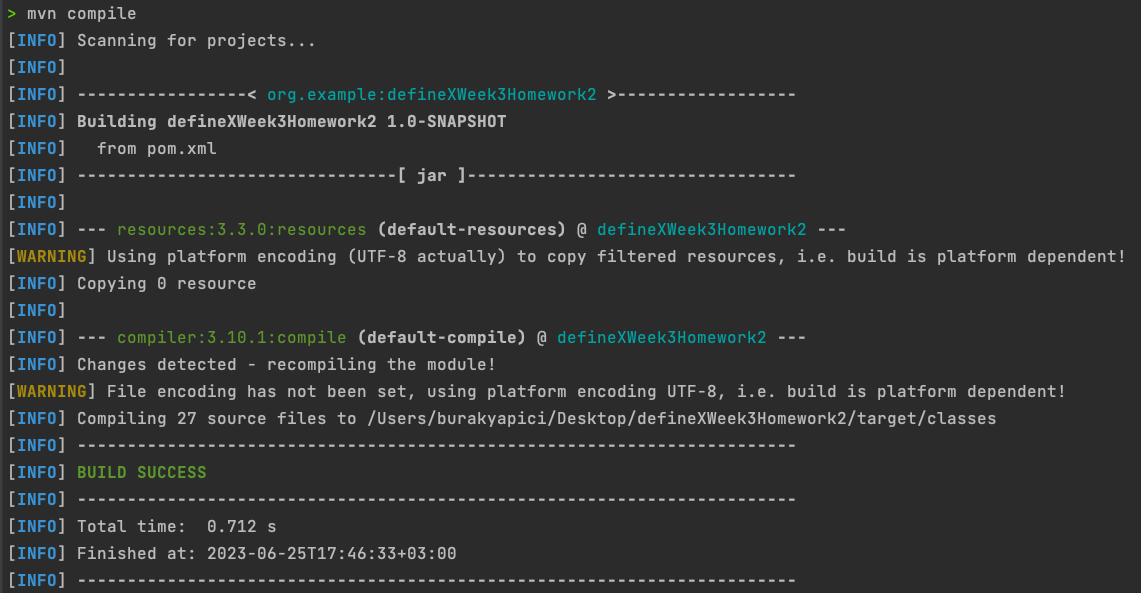 > mvn compile
[INFO] Scanning for projects...
[INFO]
[INFO] -----------------< org.example:defineXWeek3Homework2 >------------------
[INFO] Building defineXWeek3Homework2 1.0-SNAPSHOT
[INFO]   from pom.xml
[INFO] --------------------------------[ jar ]---------------------------------
[INFO]
[INFO] --- resources:3.3.0:resources (default-resources) @ defineXWeek3Homework2 ---
[WARNING] Using platform encoding (UTF-8 actually) to copy filtered resources, i.e. build is platform dependent!
[INFO] Copying 0 resource
[INFO]
[INFO] --- compiler:3.10.1:compile (default-compile) @ defineXWeek3Homework2 ---
[INFO] Changes detected - recompiling the module!
[WARNING] File encoding has not been set, using platform encoding UTF-8, i.e. build is platform dependent!
[INFO] Compiling 27 source files to /Users/burakyapici/Desktop/defineXWeek3Homework2/target/classes
[INFO] ------------------------------------------------------------------------
[INFO] BUILD SUCCESS
[INFO] ------------------------------------------------------------------------
[INFO] Total time:  0.712 s
[INFO] Finished at: 2023-06-25T17:46:33+03:00
[INFO] ------------------------------------------------------------------------